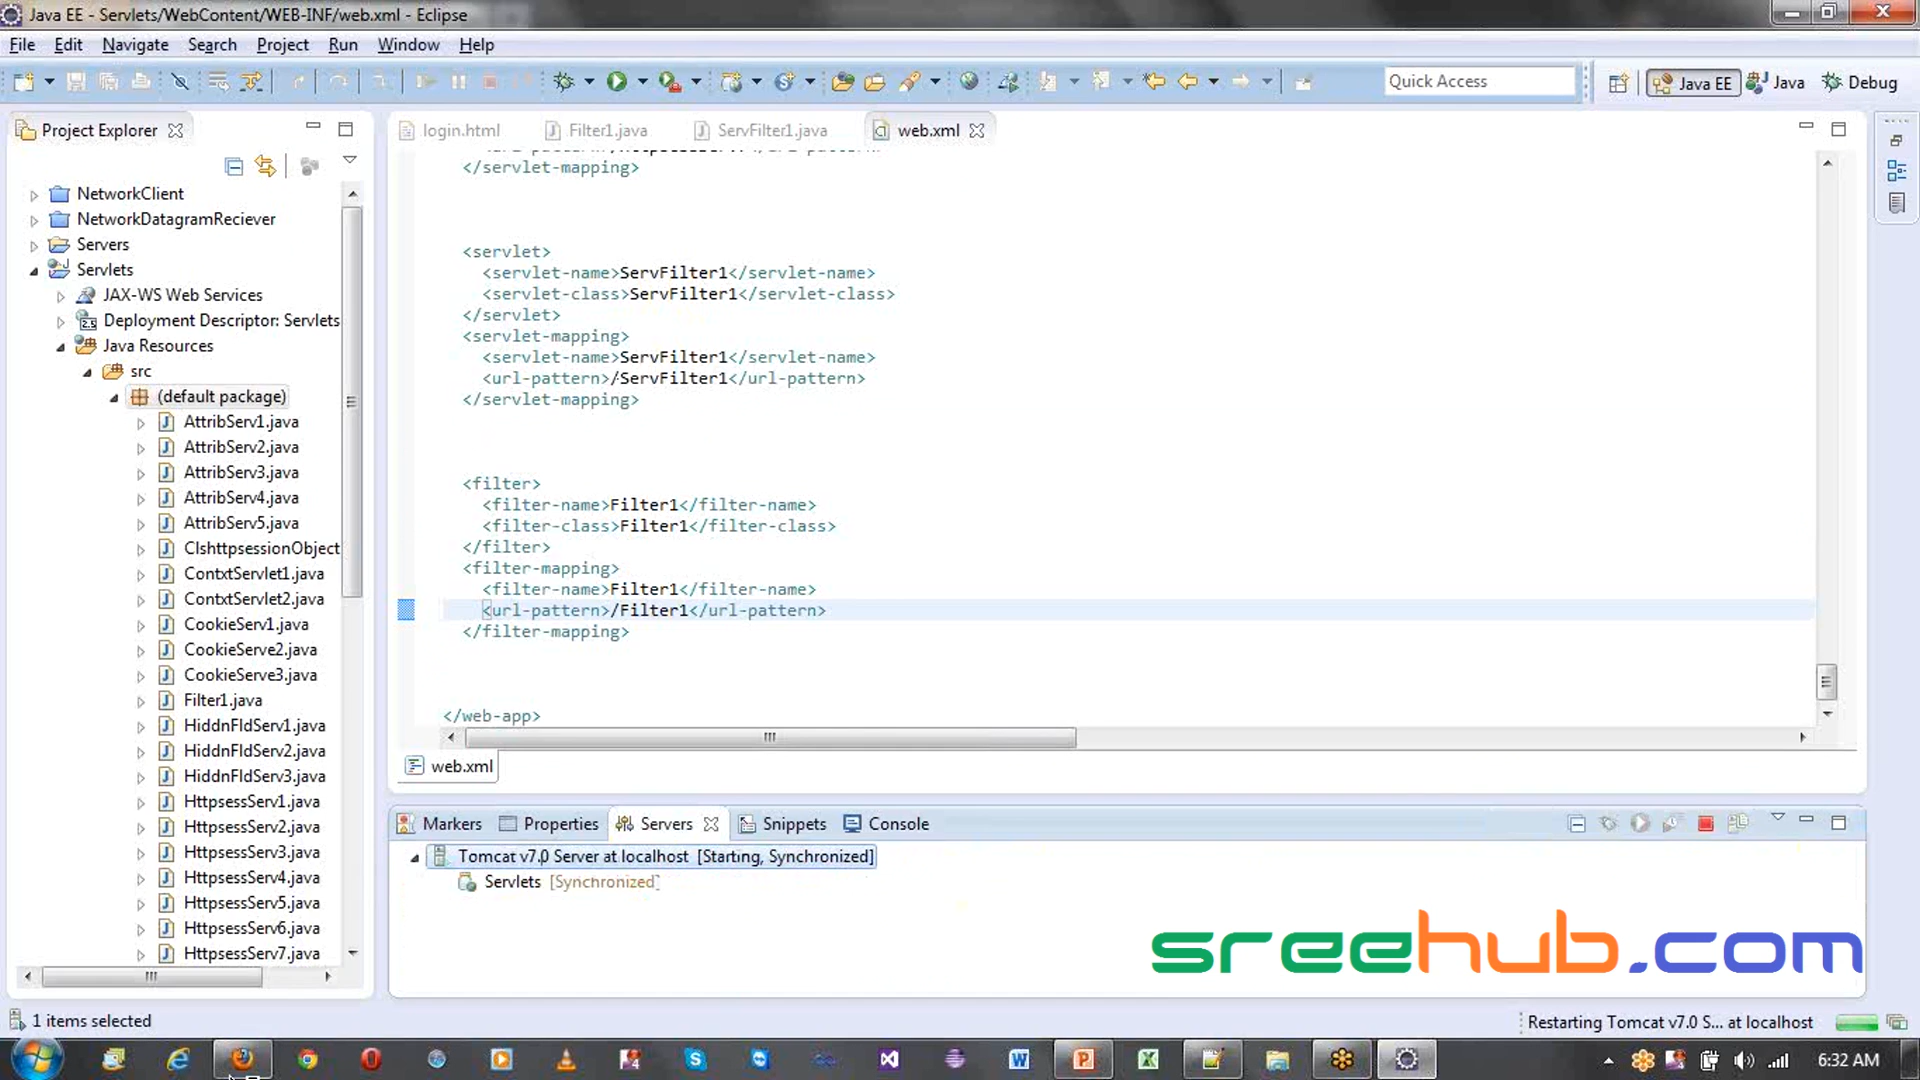 Java EE - Servlets/WebContent/WEB-INF/web.xml - Eclipse
File Edit Navigate Search Project Run Window Help
Quick Access
Java EE Java Debug
Project Explorer
login.html Filter1.java ServFilter1.java web.xml
NetworkClient
NetworkDatagramReciever
Servers
Servlets
JAX-WS Web Services
Deployment Descriptor: Servlets
Java Resources
src
(default package)
AttribServ1.java
AttribServ2.java
AttribServ3.java
AttribServ4.java
AttribServ5.java
ClshttpsessionObject
ContxtServlet1.java
ContxtServlet2.java
CookieServ1.java
CookieServe2.java
CookieServe3.java
Filter1.java
HiddnFldServ1.java
HiddnFldServ2.java
HiddnFldServ3.java
HttpsessServ1.java
HttpsessServ2.java
HttpsessServ3.java
HttpsessServ4.java
HttpsessServ5.java
HttpsessServ6.java
HttpsessServ7.java
</servlet-mapping>
<servlet>
<servlet-name>ServFilter1</servlet-name>
<servlet-class>ServFilter1</servlet-class>
</servlet>
<servlet-mapping>
<servlet-name>ServFilter1</servlet-name>
<url-pattern>/ServFilter1</url-pattern>
</servlet-mapping>
<filter>
<filter-name>Filter1</filter-name>
<filter-class>Filter1</filter-class>
</filter>
<filter-mapping>
<filter-name>Filter1</filter-name>
<url-pattern>/Filter1</url-pattern>
</filter-mapping>
</web-app>
web.xml
Markers Properties Servers Snippets Console
Tomcat v7.0 Server at localhost [Starting, Synchronized]
Servlets [Synchronized]
sreehub.com
1 items selected
Restarting Tomcat v7.0 S... at localhost
6:32 AM